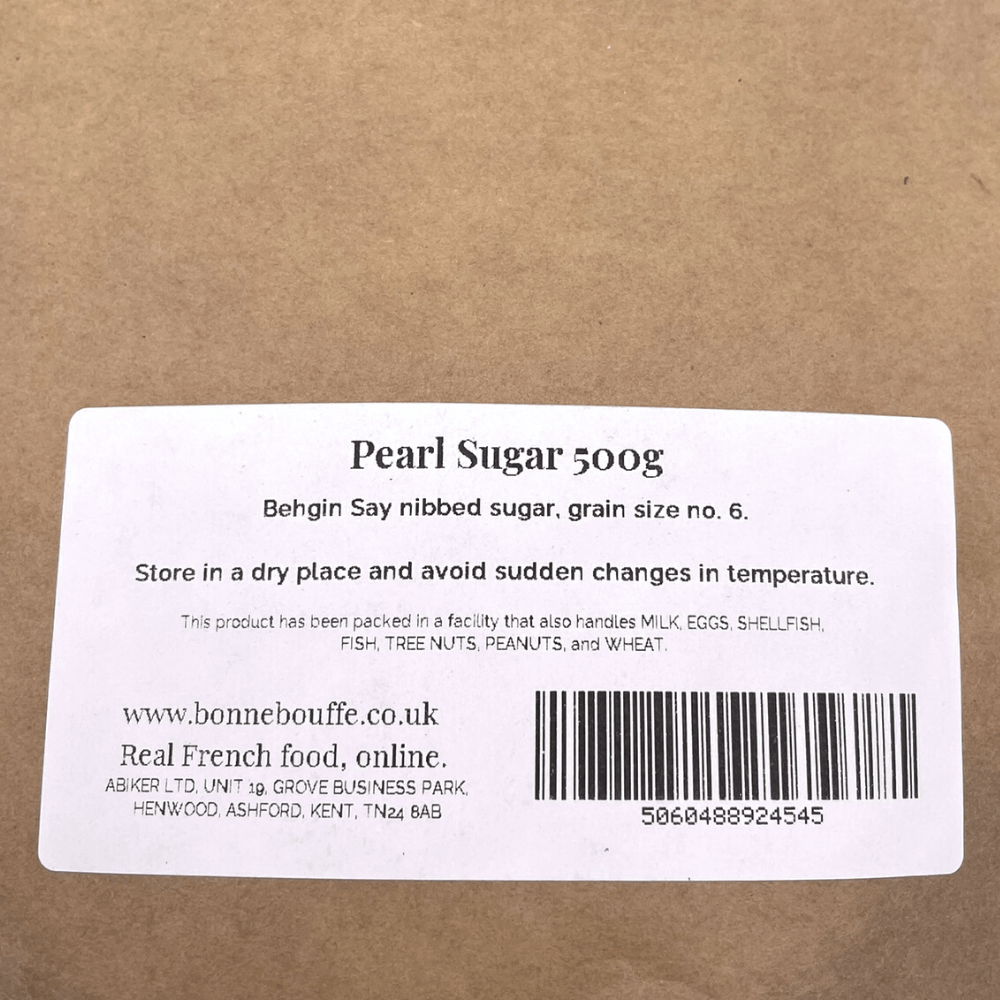 Pearl Sugar 500g
Behgin Say nibbed sugar, grain size no. 6.
Store in a dry place and avoid sudden changes in temperature.
This product has been packed in a facility that also handles MILK, EGGS, SHELLFISH,
FISH, TREE NUTS, PEANUTS, and WHEAT.
www.bonnebouffe.co.uk
Real French food, online.
ABIKER LTD, UNIT 19, GROVE BUSINESS PARK,
HENWOOD, ASHFORD, KENT, TN24 8AB
5060488924545